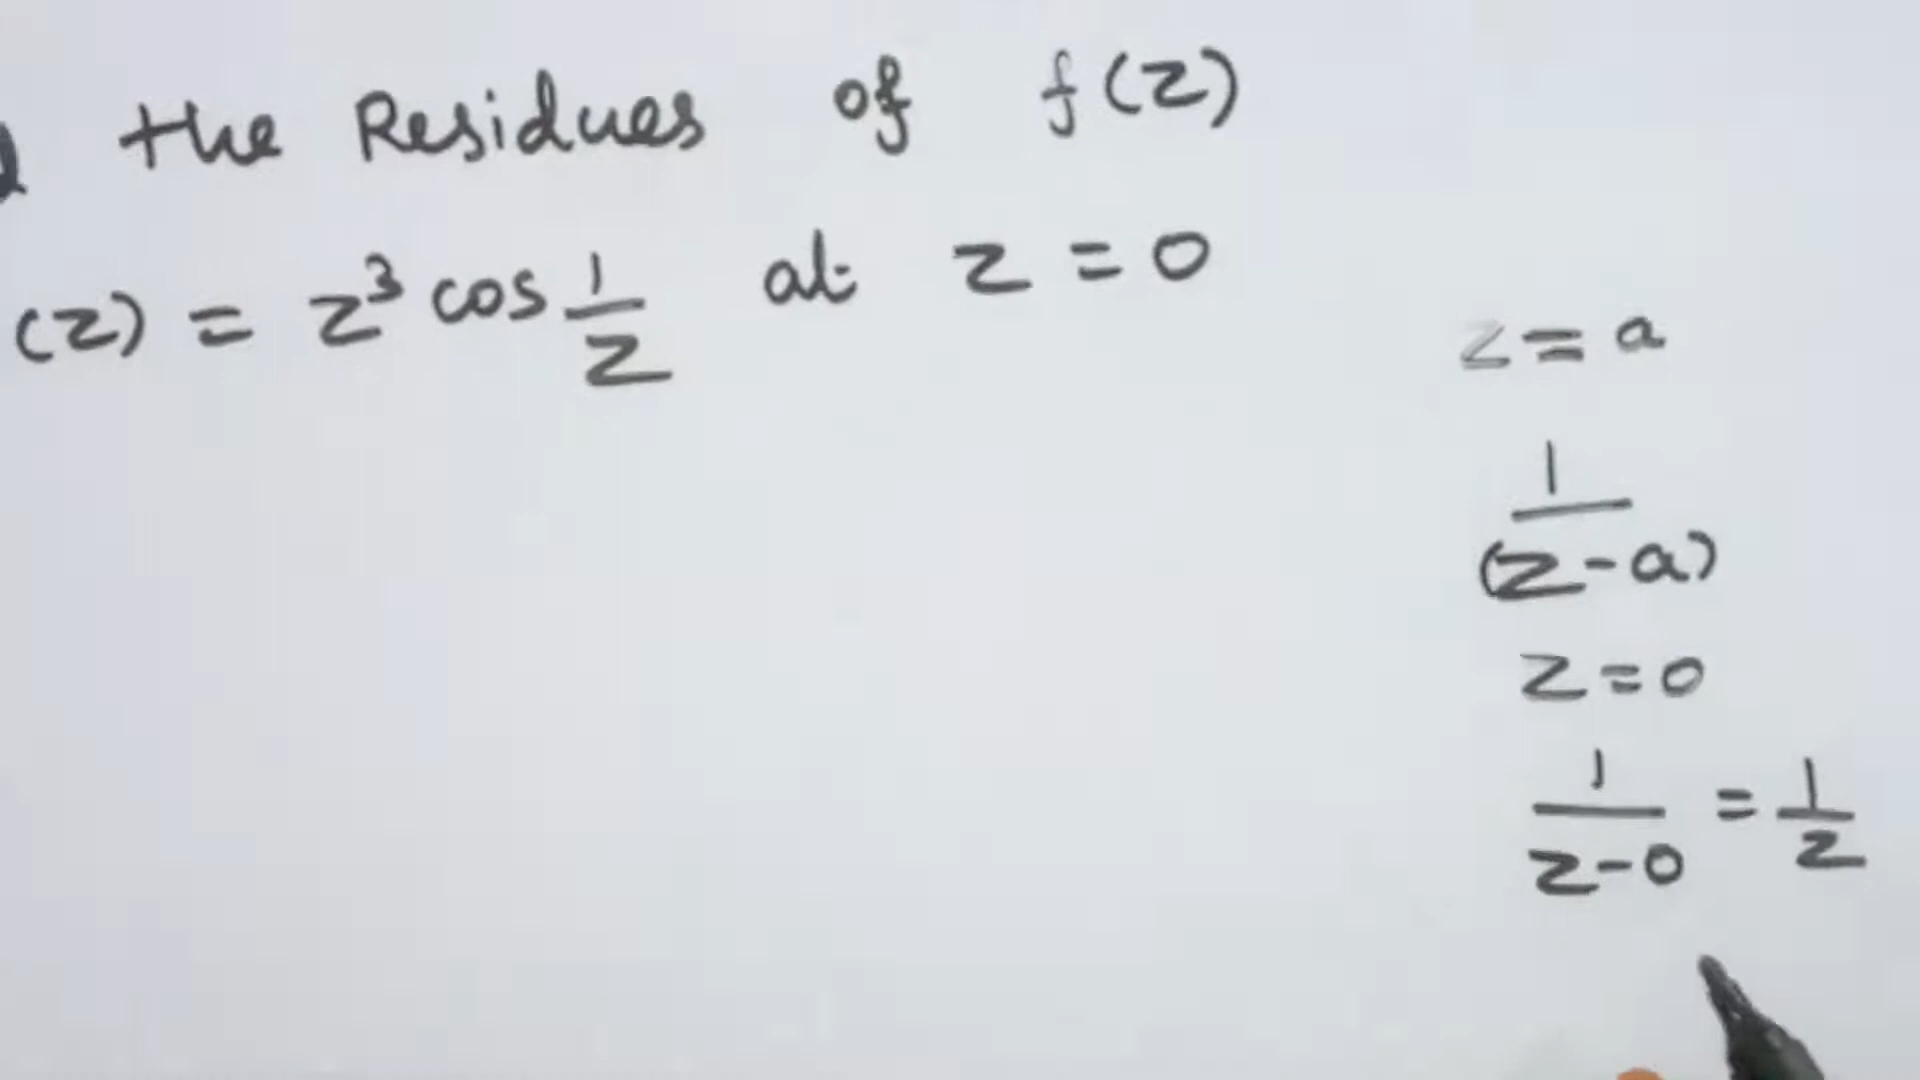 the Residues of f(z)
(z) = z³ cos 1/z at z = 0
z = a
1/(z-a)
z = 0
1/z-0 = 1/z